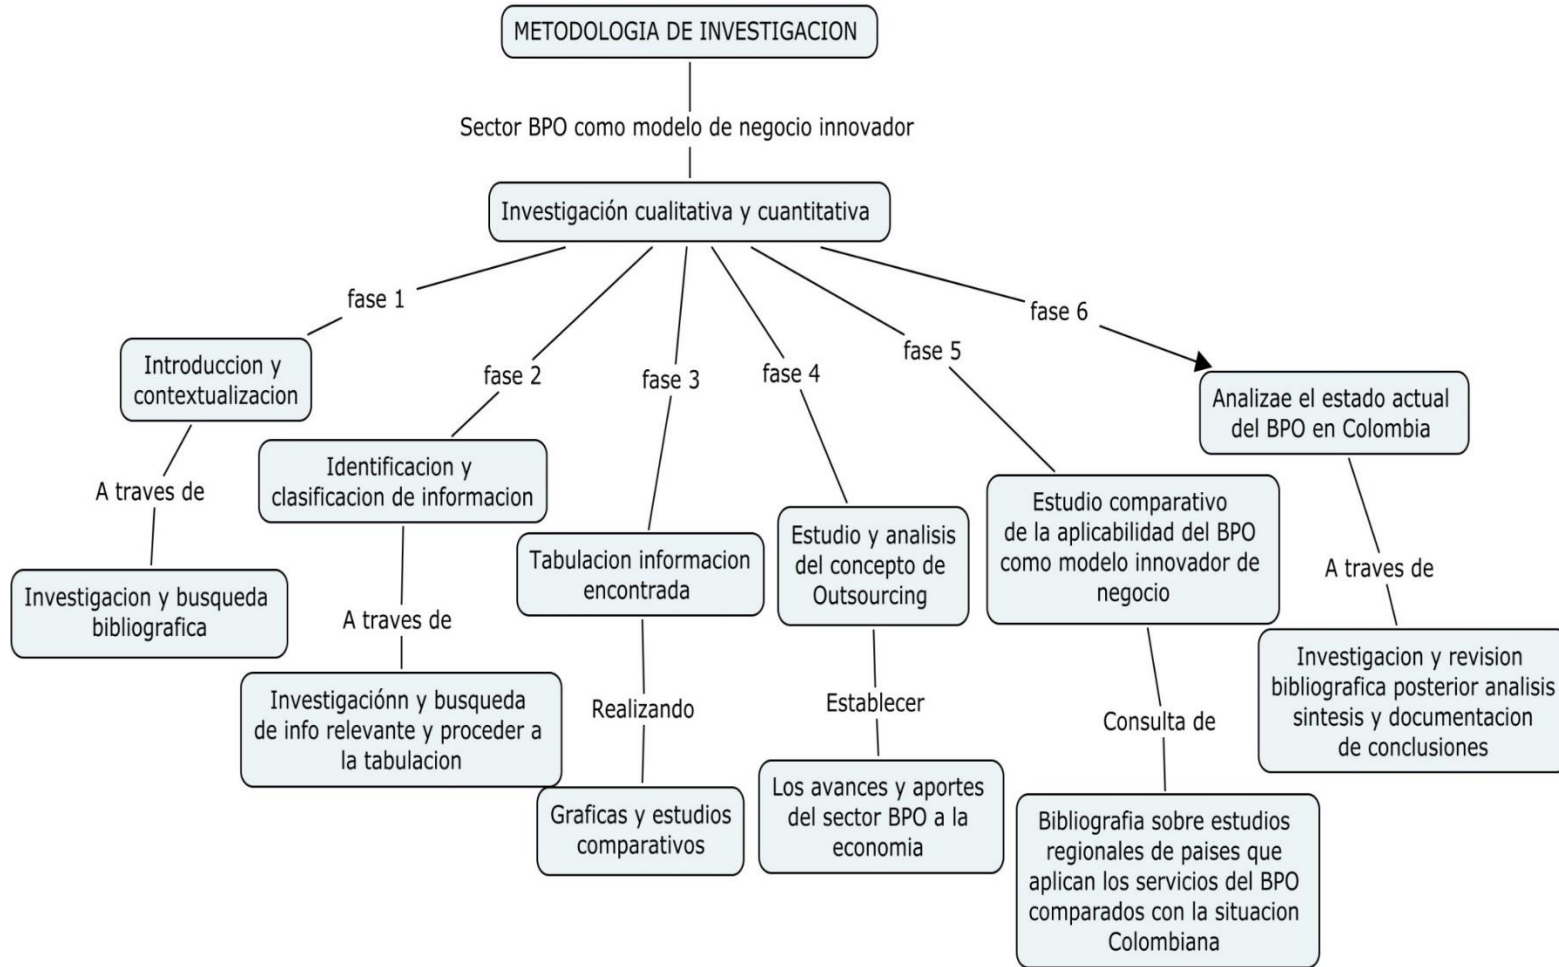 METODOLOGIA DE INVESTIGACION
Sector BPO como modelo de negocio innovador
Investigación cualitativa y cuantitativa
fase 1
Introduccion y
contextualizacion
A traves de
Investigacion y busqueda
bibliografica
fase 2
Identificacion y
clasificacion de informacion
A traves de
Investigaciónn y busqueda
de info relevante y proceder a
la tabulacion
fase 3
Tabulacion informacion
encontrada
Realizando
Graficas y estudios
comparativos
fase 4
Estudio y analisis
del concepto de
Outsourcing
Establecer
Los avances y aportes
del sector BPO a la
economia
fase 5
Estudio comparativo
de la aplicabilidad del BPO
como modelo innovador de
negocio
Consulta de
Bibliografia sobre estudios
regionales de paises que
aplican los servicios del BPO
comparados con la situacion
Colombiana
fase 6
Analizae el estado actual
del BPO en Colombia
A traves de
Investigacion y revision
bibliografica posterior analisis
sintesis y documentacion
de conclusiones